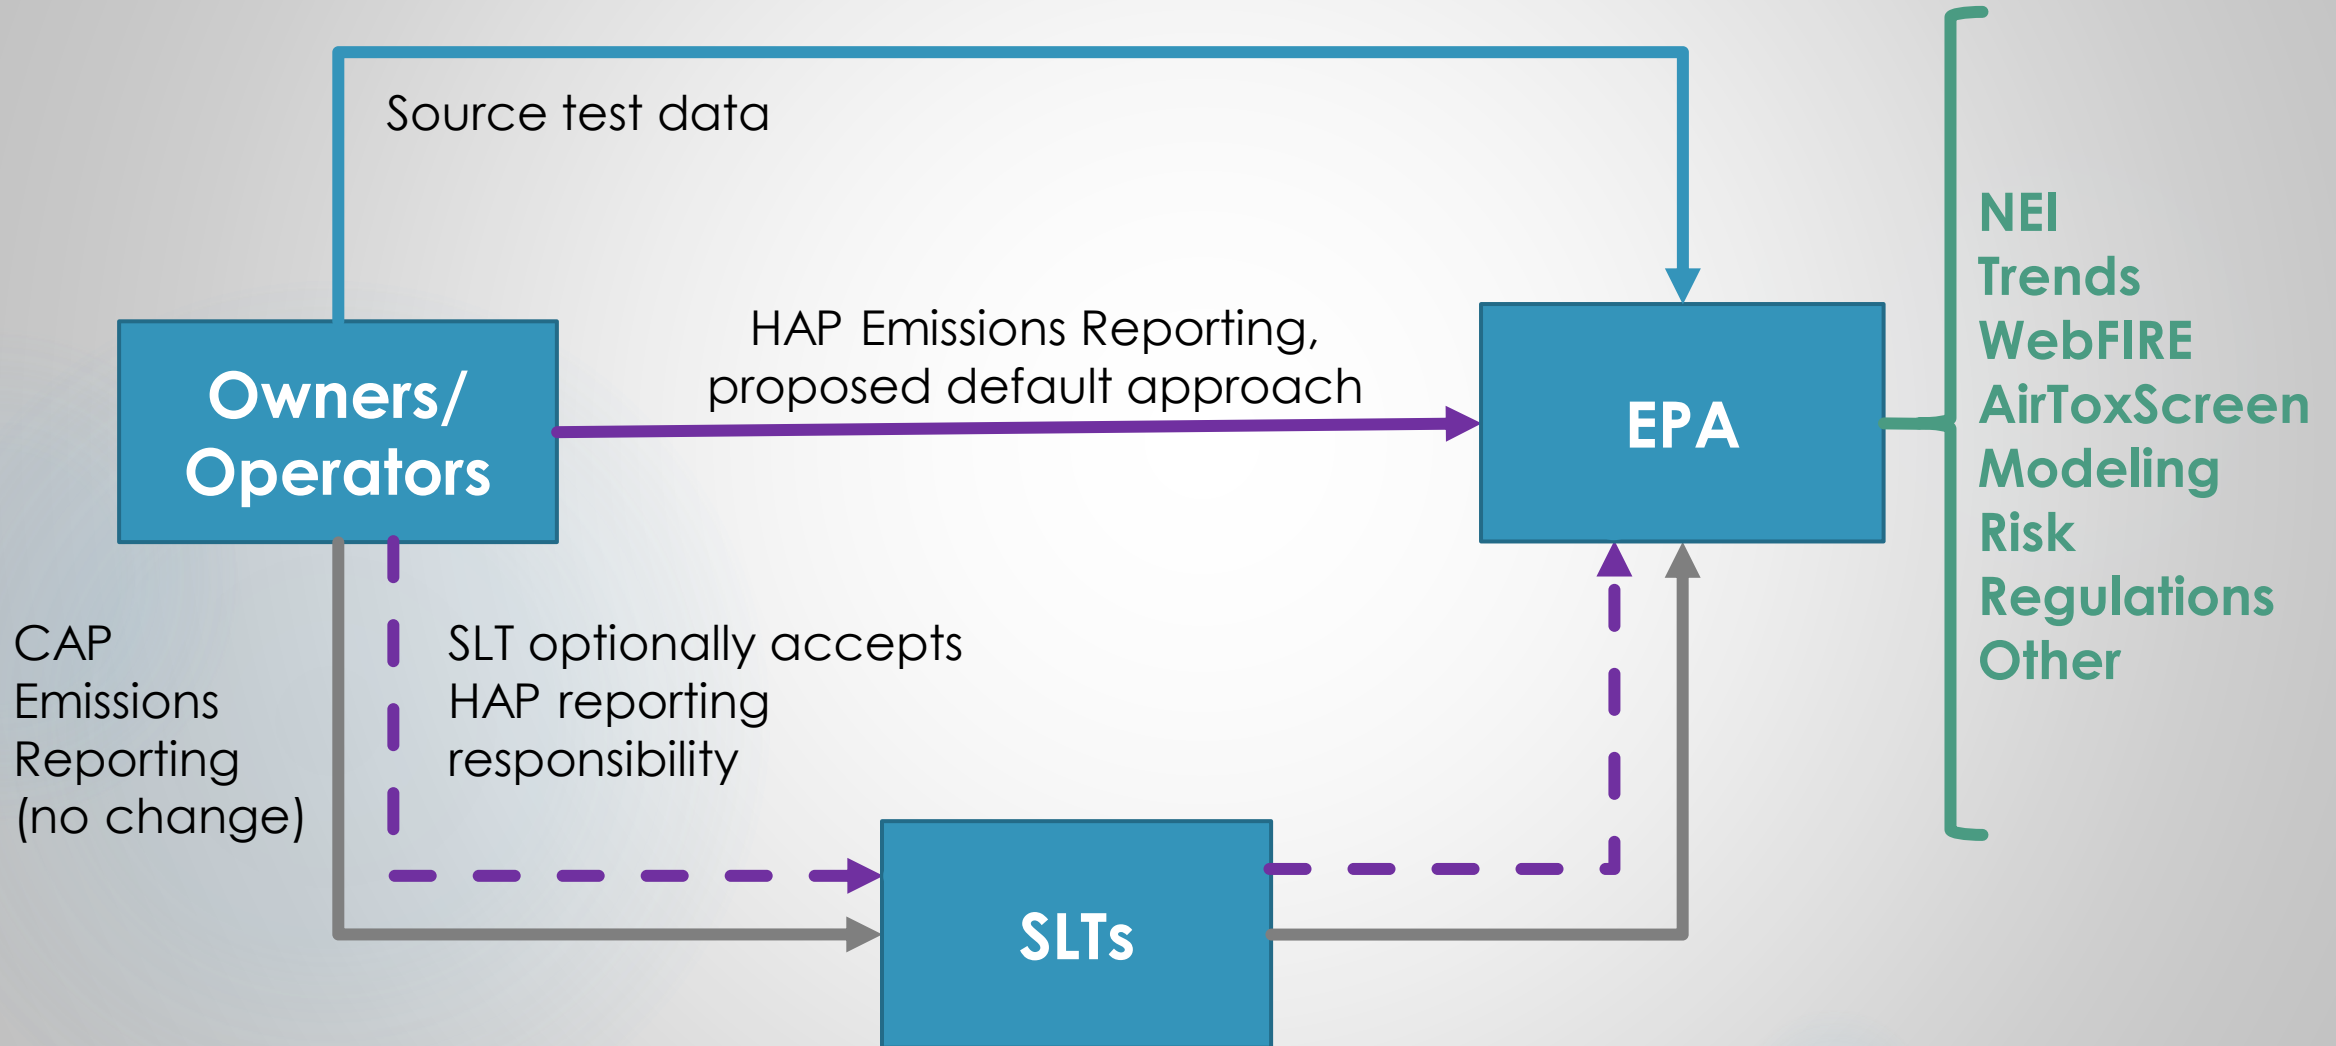 Source test data
HAP Emissions Reporting,
proposed default approach
Owners/
Operators
EPA
NEI
Trends
WebFIRE
AirToxScreen
Modeling
Risk
Regulations
Other
CAP
Emissions
Reporting
(no change)
SLT optionally accepts
HAP reporting
responsibility
SLTs